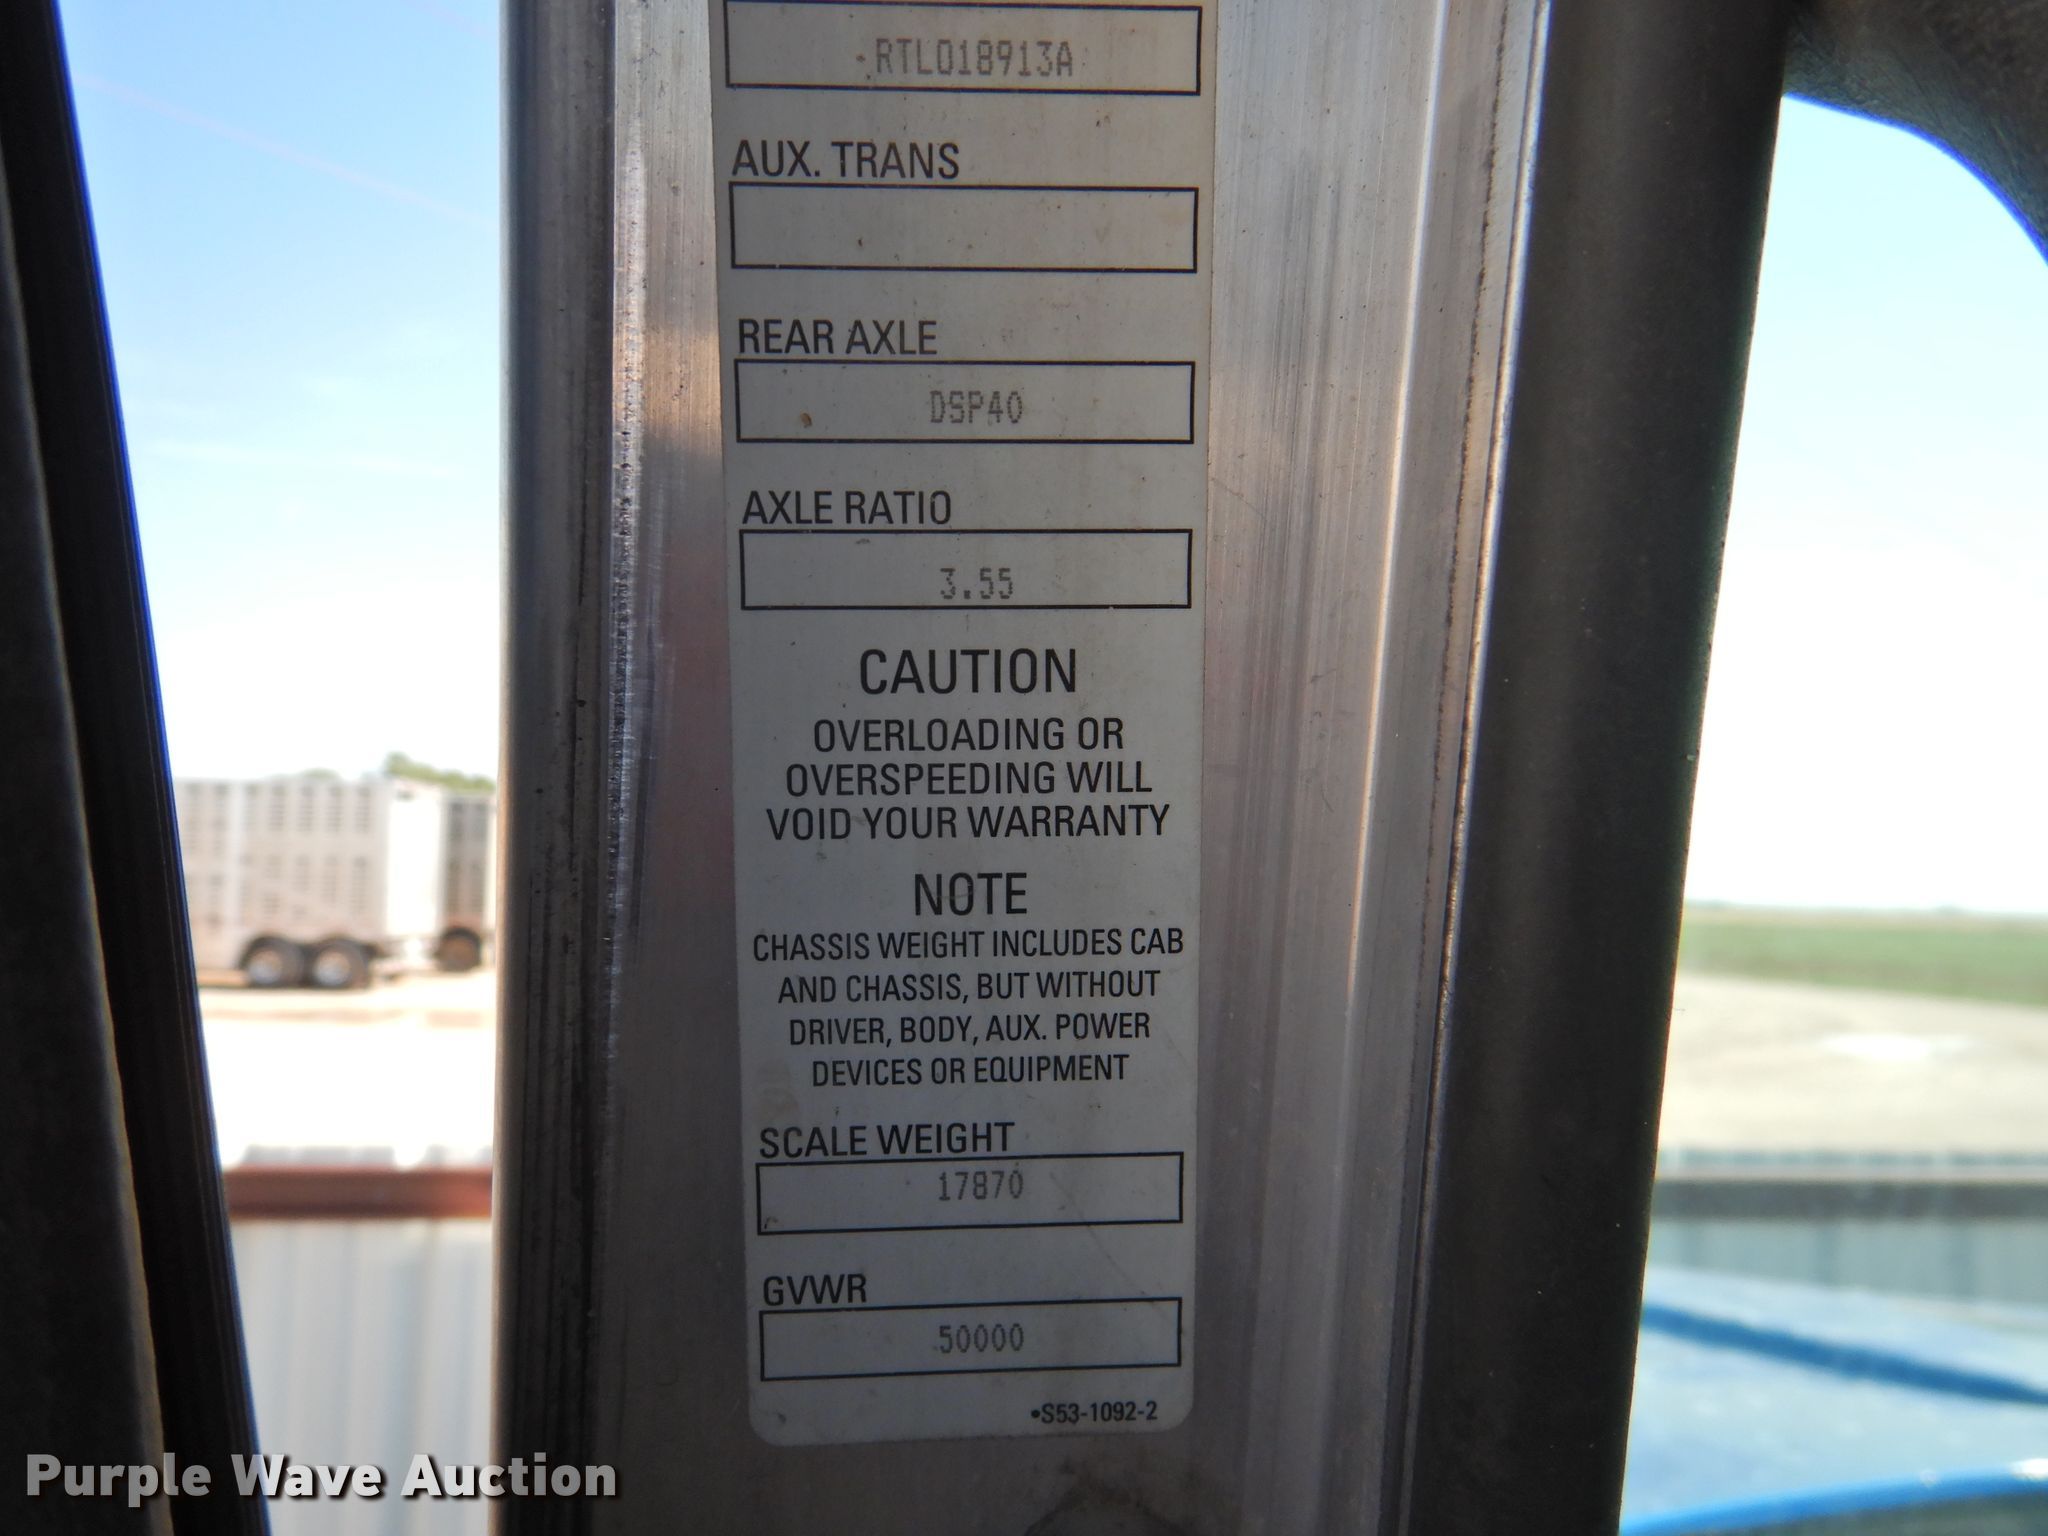 RTLO18913A
AUX. TRANS
REAR AXLE
DSP40
AXLE RATIO
3.55
CAUTION
OVERLOADING OR
OVERSPEEDING WILL
VOID YOUR WARRANTY
NOTE
CHASSIS WEIGHT INCLUDES CAB
AND CHASSIS, BUT WITHOUT
DRIVER, BODY, AUX. POWER
DEVICES OR EQUIPMENT
SCALE WEIGHT
17870
GVWR
50000
•S53-1092-2
Purple Wave Auction